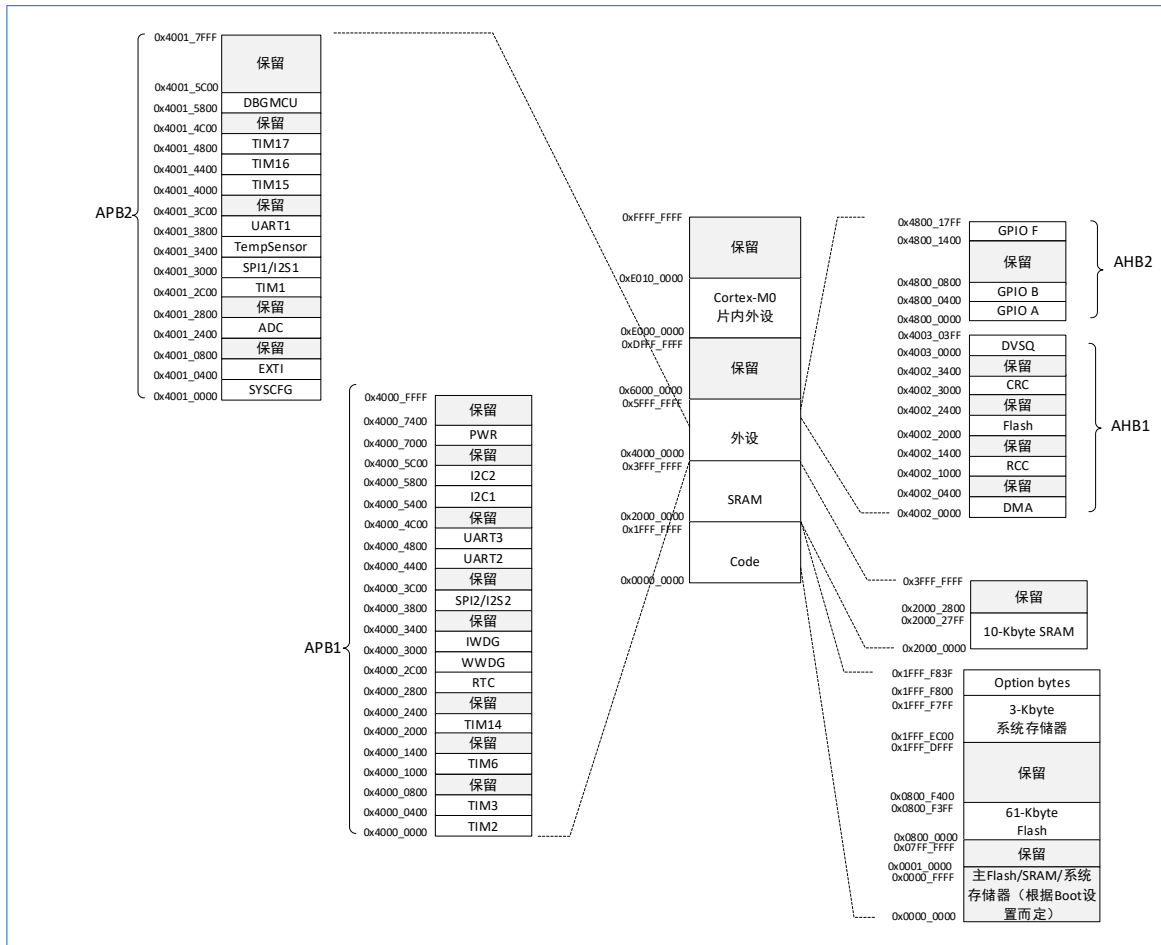 0x4001_7FFF
保留
0x4001_5C00
DBGMCU
0x4001_5800
保留
0x4001_4C00
TIM17
0x4001_4800
TIM16
0x4001_4400
TIM15
0x4001_4000
保留
0x4001_3C00
UART1
0x4001_3800
TempSensor
0x4001_3400
SPI1/I2S1
0x4001_3000
TIM1
0x4001_2C00
保留
0x4001_2800
ADC
0x4001_2400
保留
0x4001_0800
EXTI
0x4001_0400
SYSCFG
0x4001_0000
APB2
0x4000_FFFF
保留
0x4000_7400
PWR
0x4000_7000
保留
0x4000_5C00
I2C2
0x4000_5800
I2C1
0x4000_5400
保留
0x4000_4C00
UART3
0x4000_4800
UART2
0x4000_4400
保留
0x4000_3C00
SPI2/I2S2
0x4000_3800
保留
0x4000_3400
IWDG
0x4000_3000
WWDG
0x4000_2C00
RTC
0x4000_2800
保留
0x4000_2400
TIM14
0x4000_2000
保留
0x4000_1400
TIM6
0x4000_1000
保留
0x4000_0800
TIM3
0x4000_0400
TIM2
0x4000_0000
APB1
0xFFFF_FFFF
保留
0xE010_0000
Cortex-M0
片内外设
0xE000_0000
0xDFFF_FFFF
保留
0x6000_0000
0x5FFF_FFFF
外设
0x4000_0000
0x3FFF_FFFF
SRAM
0x2000_0000
0x1FFF_FFFF
Code
0x0000_0000
0x4800_17FF
GPIO F
0x4800_1400
保留
0x4800_0800
GPIO B
0x4800_0400
GPIO A
0x4800_0000
AHB2
0x4003_03FF
DVSQ
0x4003_0000
保留
0x4002_3400
CRC
0x4002_3000
保留
0x4002_2400
Flash
0x4002_2000
保留
0x4002_1400
RCC
0x4002_1000
保留
0x4002_0400
DMA
0x4002_0000
AHB1
0x3FFF_FFFF
保留
0x2000_2800
0x2000_27FF
10-Kbyte SRAM
0x2000_0000
0x1FFF_F83F
Option bytes
0x1FFF_F800
0x1FFF_F7FF
3-Kbyte
系统存储器
0x1FFF_EC00
0x1FFF_DFFF
保留
0x0800_F400
0x0800_F3FF
61-Kbyte
Flash
0x0800_0000
0x07FF_FFFF
保留
0x0001_0000
0x0000_FFFF
主Flash/SRAM/系统
存储器（根据Boot设
置而定）
0x0000_0000